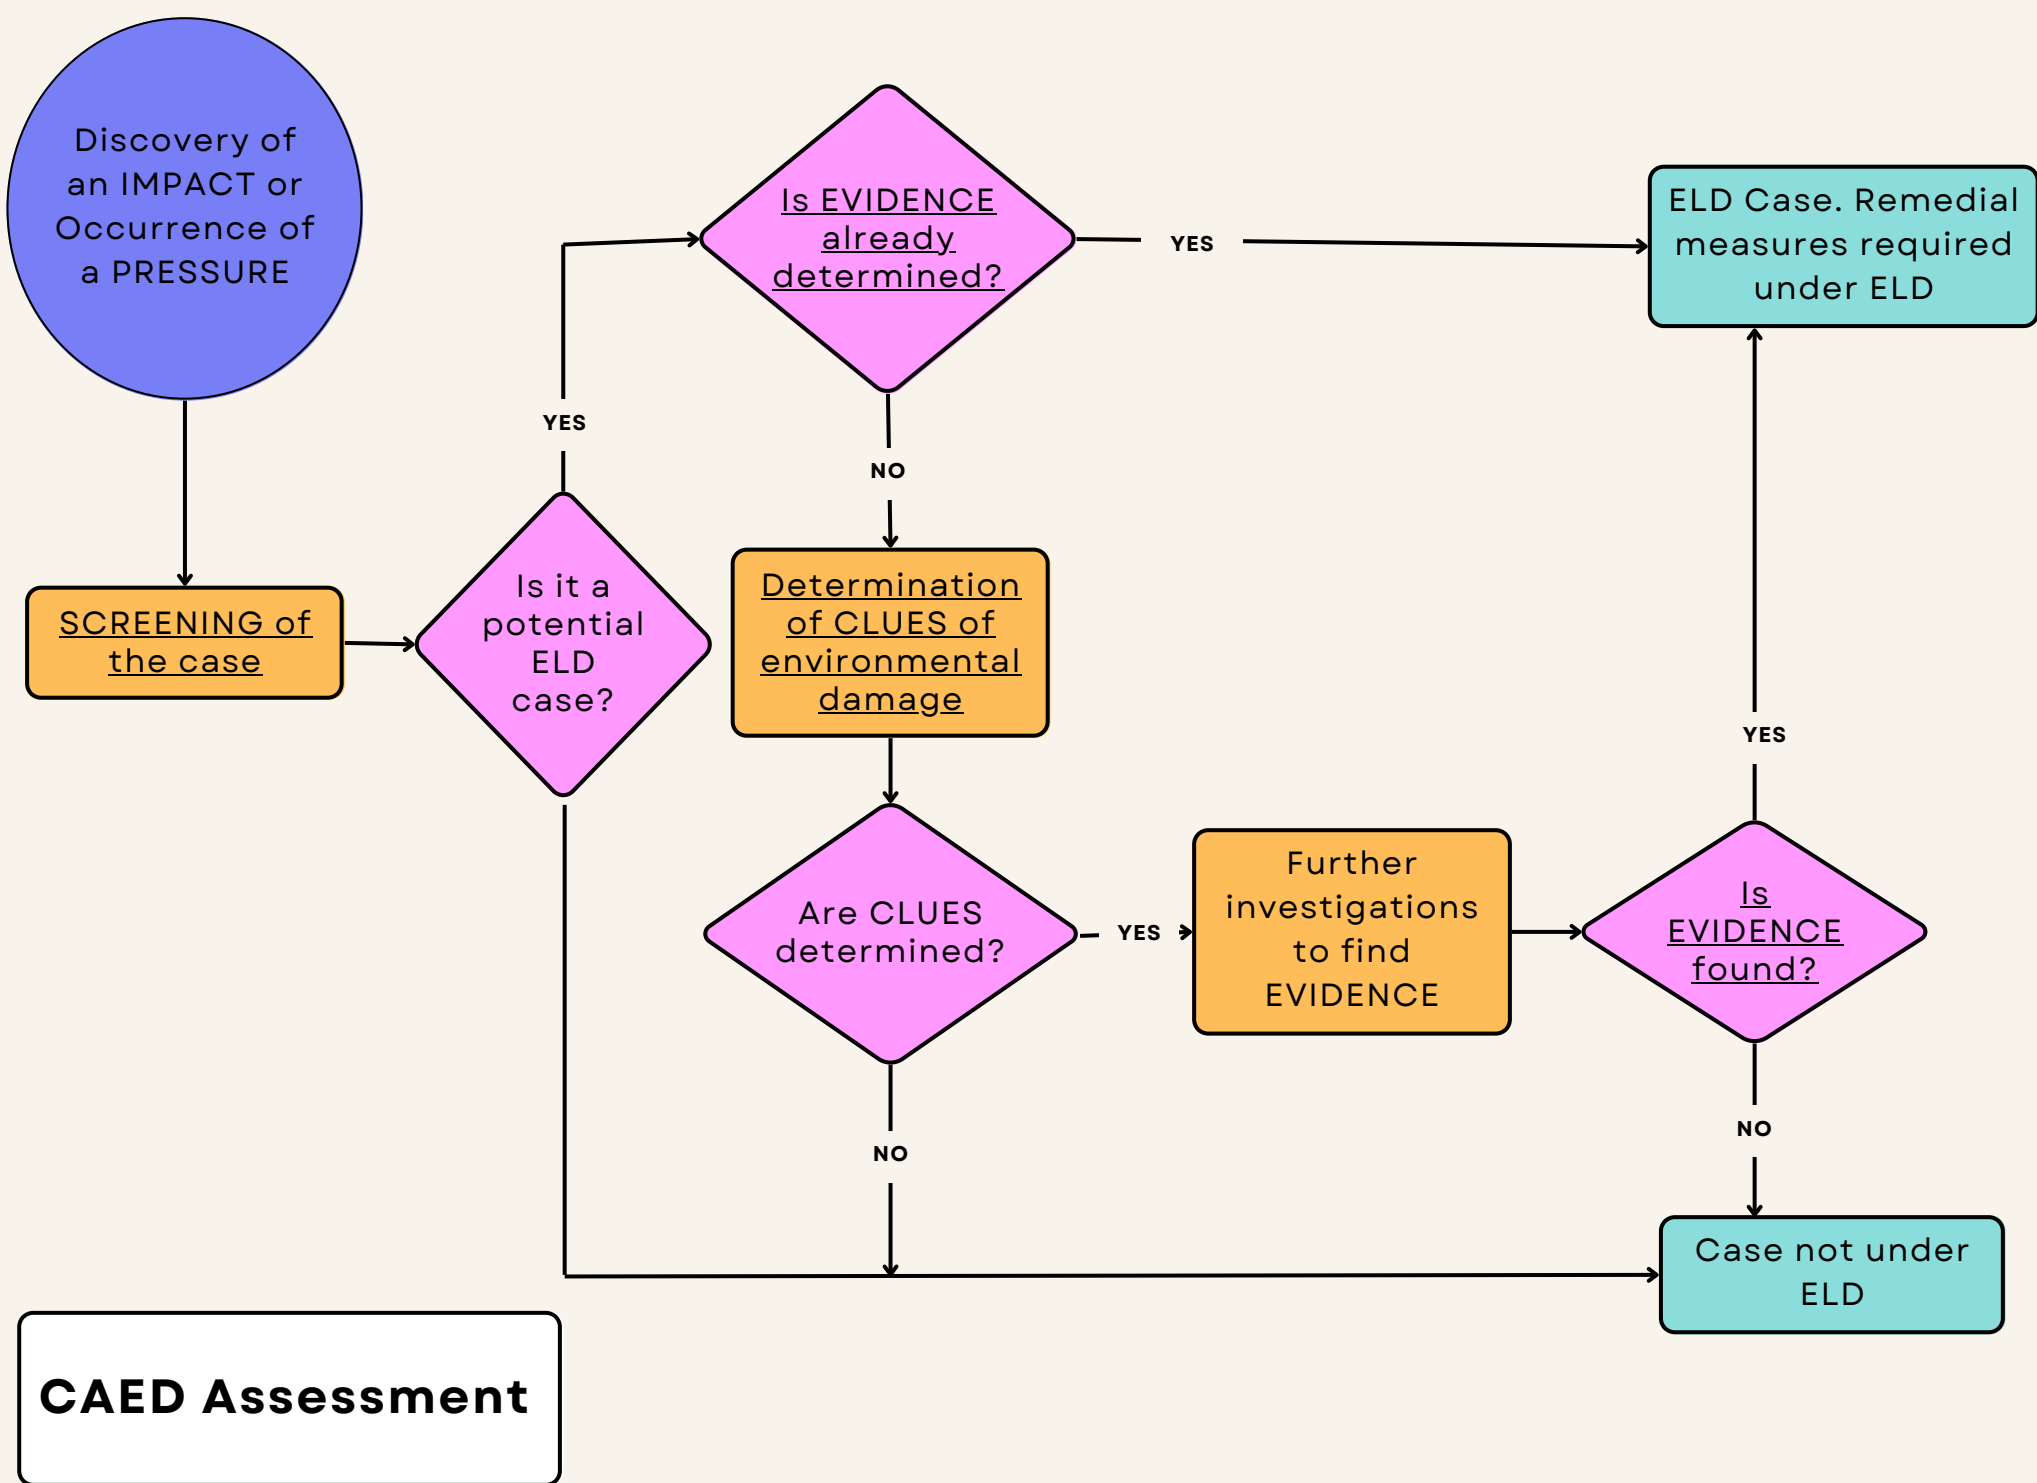 Discovery of
an IMPACT or
Occurrence of
a PRESSURE
SCREENING of
the case
Is it a
potential
ELD
case?
YES
Is EVIDENCE
already
determined?
YES
ELD Case. Remedial
measures required
under ELD
NO
Determination
of CLUES of
environmental
damage
Are CLUES
determined?
YES
Further
investigations
to find
EVIDENCE
Is
EVIDENCE
found?
YES
NO
NO
Case not under
ELD
CAED Assessment